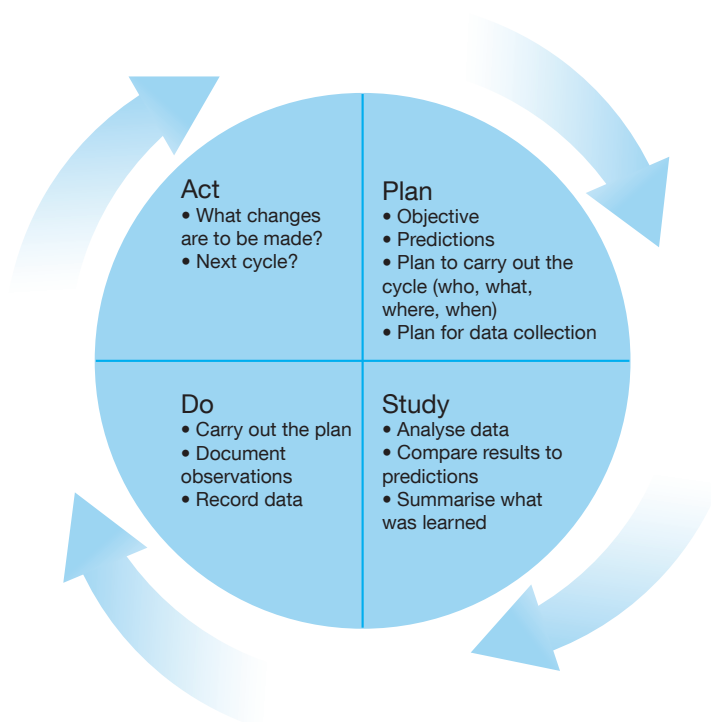 Act
• What changes
are to be made?
• Next cycle?
Plan
• Objective
• Predictions
• Plan to carry out the
cycle (who, what,
where, when)
• Plan for data collection
Do
• Carry out the plan
• Document
observations
• Record data
Study
• Analyse data
• Compare results to
predictions
• Summarise what
was learned